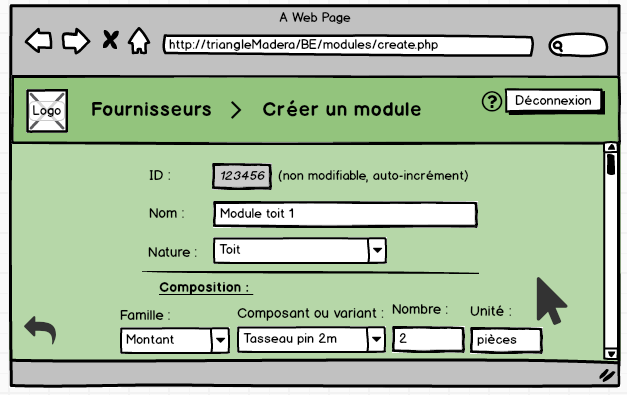 A Web Page
http://triangleMadera/BE/modules/create.php
Logo
Fournisseurs > Créer un module
? Déconnexion
ID : 123456 (non modifiable, auto-incrément)
Nom : Module toit 1
Nature : Toit
Composition :
Famille : Composant ou variant : Nombre : Unité :
Montant Tasseau pin 2m 2 pièces